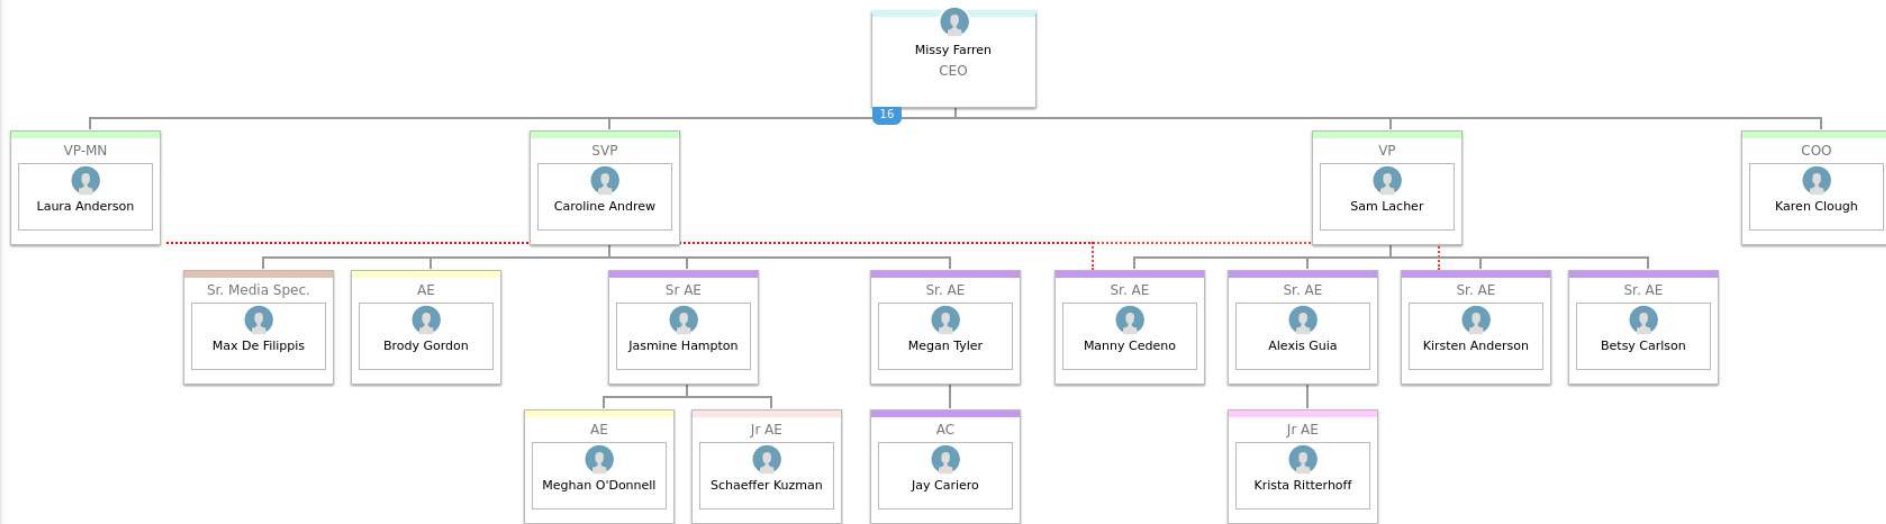 Missy Farren
CEO
16
VP-MN
Laura Anderson
SVP
Caroline Andrew
VP
Sam Lacher
COO
Karen Clough
Sr. Media Spec.
Max De Filippis
AE
Brody Gordon
Sr AE
Jasmine Hampton
Sr. AE
Megan Tyler
Sr. AE
Manny Cedeno
Sr. AE
Alexis Guia
Sr. AE
Kirsten Anderson
Sr. AE
Betsy Carlson
AE
Meghan O'Donnell
Jr AE
Schaeffer Kuzman
AC
Jay Cariero
Jr AE
Krista Ritterhoff